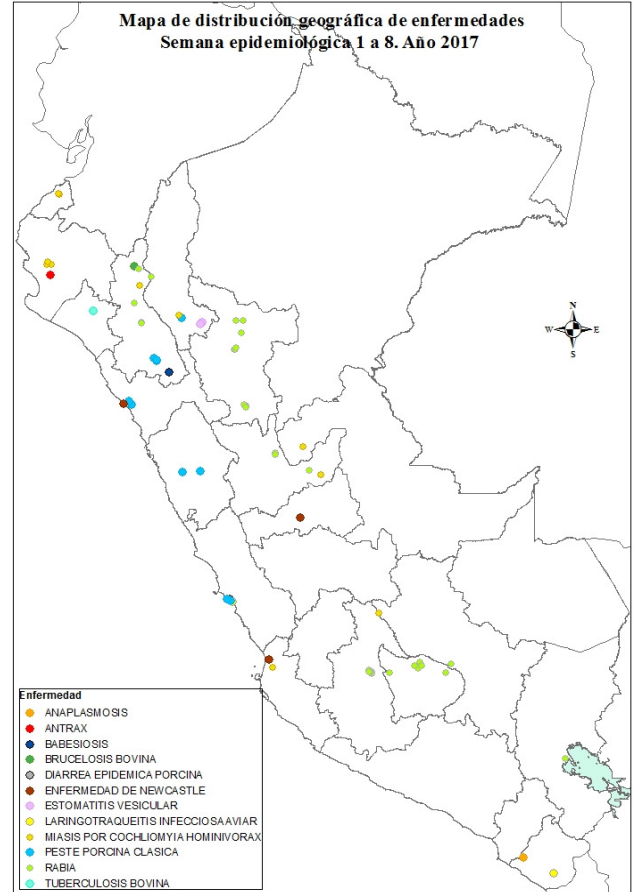 Mapa de distribución geográfica de enfermedades
Semana epidemiológica 1 a 8. Año 2017
N
W E
S
Enfermedad
ANAPLASMOSIS
ANTRAX
BABESIOSIS
BRUCELOSIS BOVINA
DIARREA EPIDEMICA PORCINA
ENFERMEDAD DE NEWCASTLE
ESTOMATITIS VESICULAR
LARINGOTRAQUEITIS INFECCIOSA AVIAR
MIASIS POR COCHLIOMYIA HOMINIVORAX
PESTE PORCINA CLASICA
RABIA
TUBERCULOSIS BOVINA